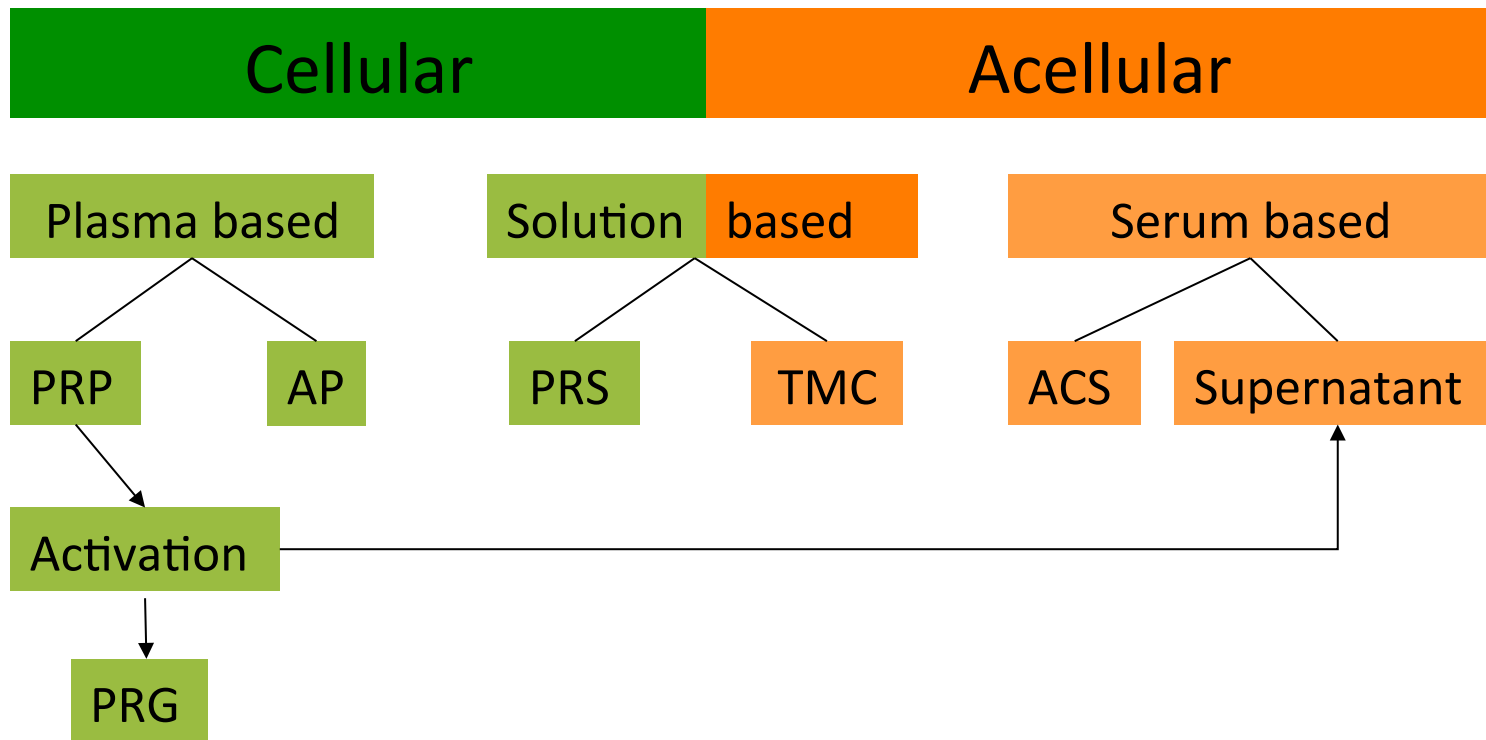 Cellular
Acellular
Plasma based
Solution based
Serum based
PRP
AP
PRS
TMC
ACS
Supernatant
Activation
PRG